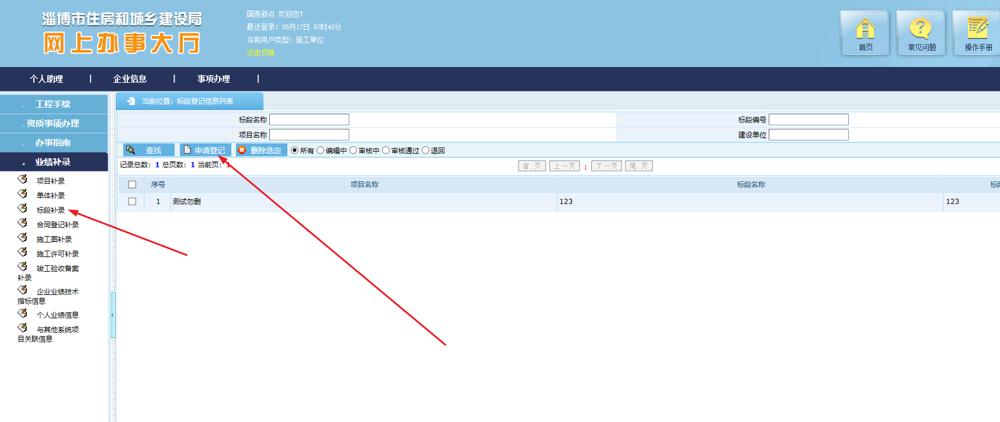 淄博市住房和城乡建设局
网上办事大厅
国泰新点 欢迎您！
最近登录：05月17日 07时45分
当前用户类型：施工单位
点击切换
首页
常见问题
操作手册
个人助理 | 企业信息 | 事项办理 |
工程手续
资质事项办理
办事指南
业绩补录
项目补录
单体补录
标段补录
合同登记补录
施工图补录
施工许可补录
竣工验收备案
补录
企业业绩技术
指标信息
个人业绩信息
与其他系统项
目关联信息
当前位置：标段登记信息列表
标段名称 标段编号
项目名称 建设单位
查找 申请登记 删除选定 所有 编辑中 审核中 审核通过 退回
记录总数：1 总页数：1 当前页：1 首 页 上一页 下一页 尾 页
序号 项目名称 标段名称 标段
1 测试勿删 123 123